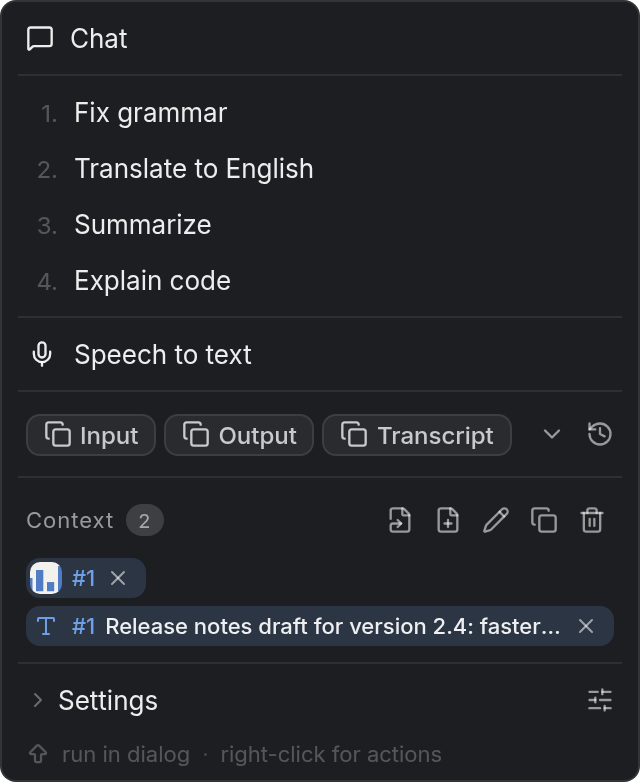 Chat
1. Fix grammar
2. Translate to English
3. Summarize
4. Explain code
Speech to text
Input Output Transcript
Context 2
#1
#1 Release notes draft for version 2.4: faster...
Settings
run in dialog · right-click for actions